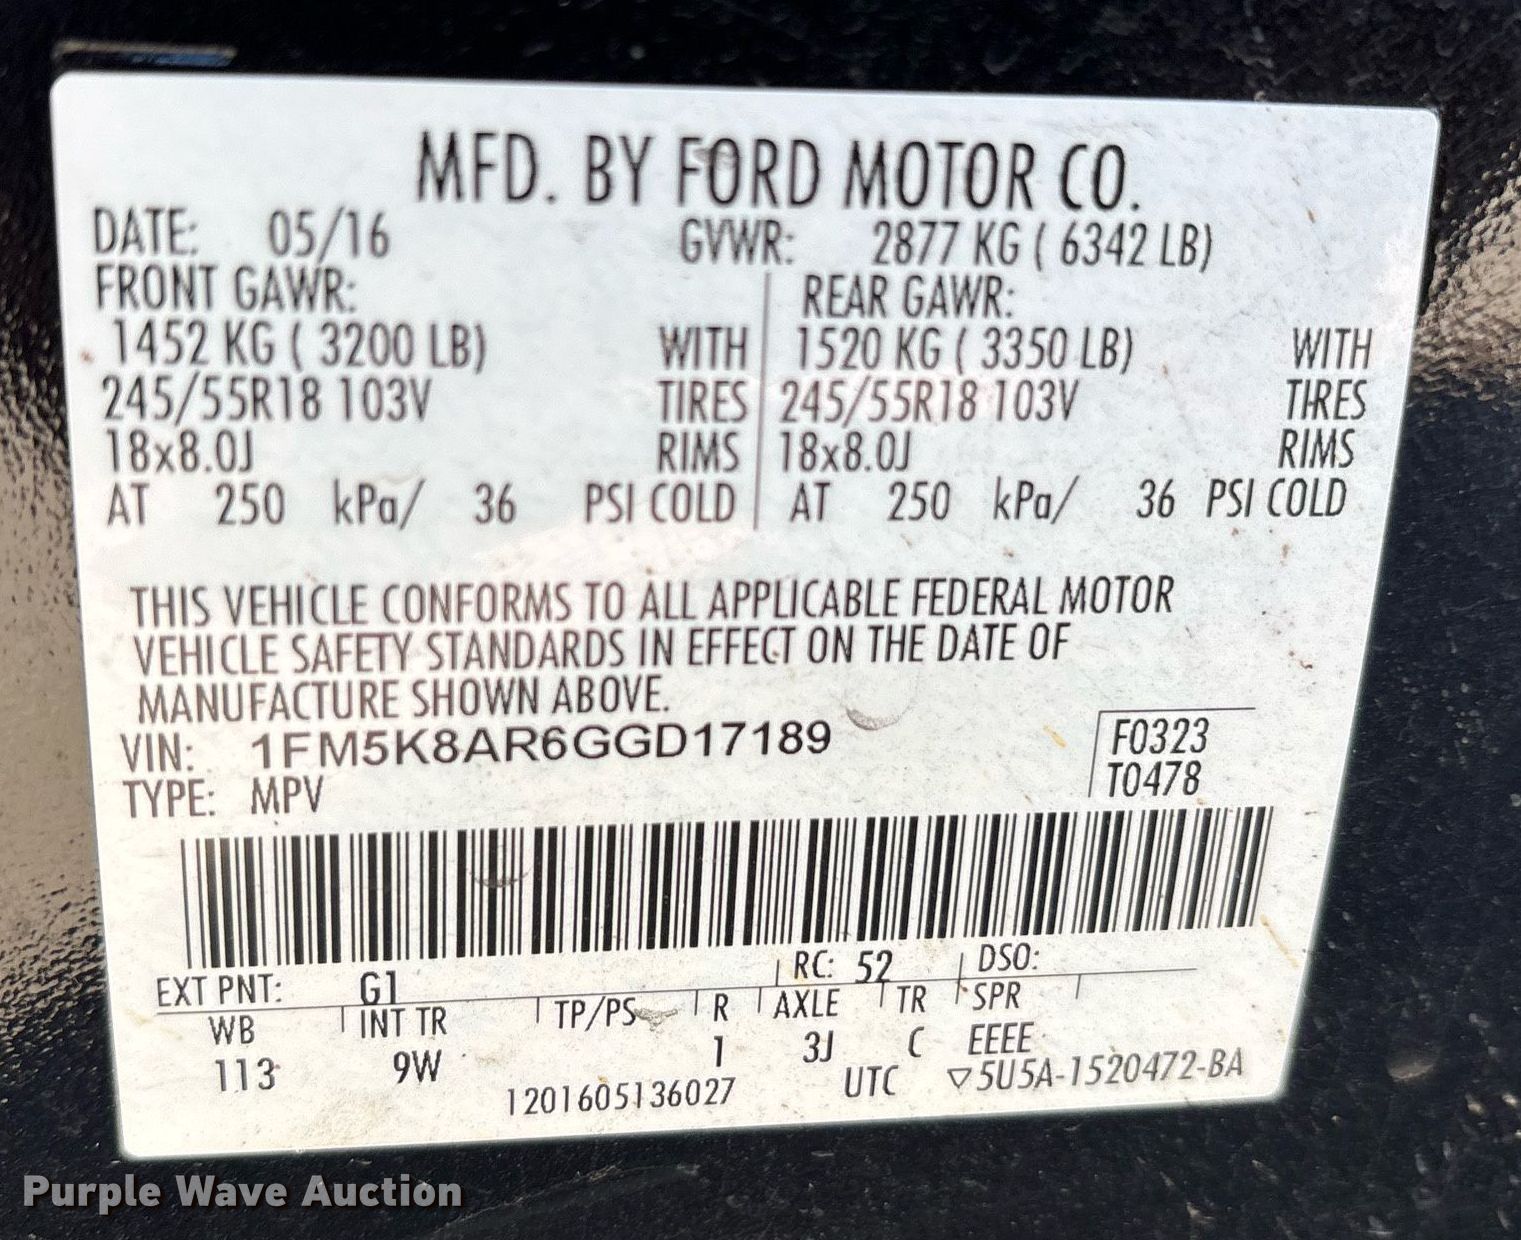 MFD. BY FORD MOTOR CO.
DATE: 05/16 GVWR: 2877 KG ( 6342 LB)
FRONT GAWR: REAR GAWR:
1452 KG ( 3200 LB) WITH 1520 KG ( 3350 LB) WITH
245/55R18 103V TIRES 245/55R18 103V TIRES
18x8.0J RIMS 18x8.0J RIMS
AT 250 kPa/ 36 PSI COLD AT 250 kPa/ 36 PSI COLD
THIS VEHICLE CONFORMS TO ALL APPLICABLE FEDERAL MOTOR
VEHICLE SAFETY STANDARDS IN EFFECT ON THE DATE OF
MANUFACTURE SHOWN ABOVE.
VIN: 1FM5K8AR6GGD17189 F0323
TYPE: MPV T0478
EXT PNT: G1 RC: 52 DSO:
WB INT TR TP/PS R AXLE TR SPR
113 9W 1 3J C EEEE
1201605136027 UTC ▽5U5A-1520472-BA
Purple Wave Auction